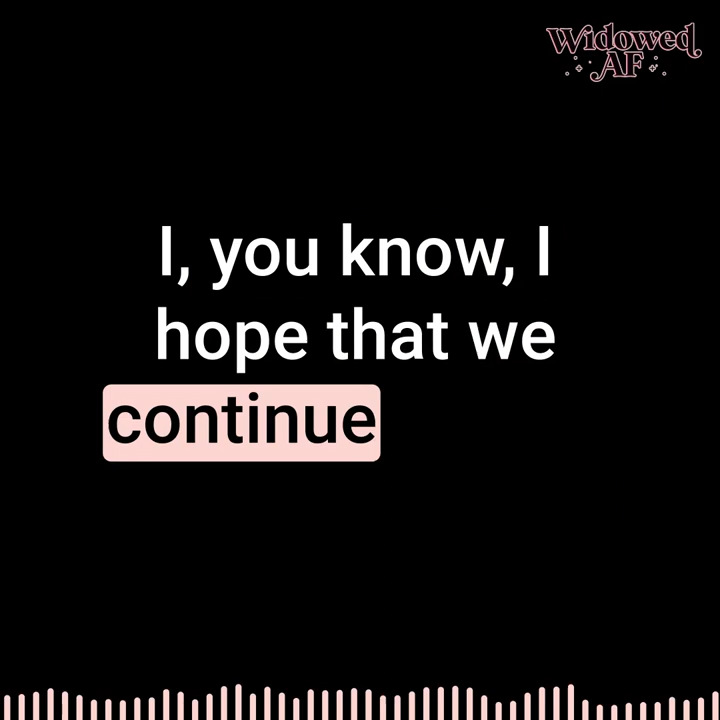 Widowed
AF
I, you know, I
hope that we
continue